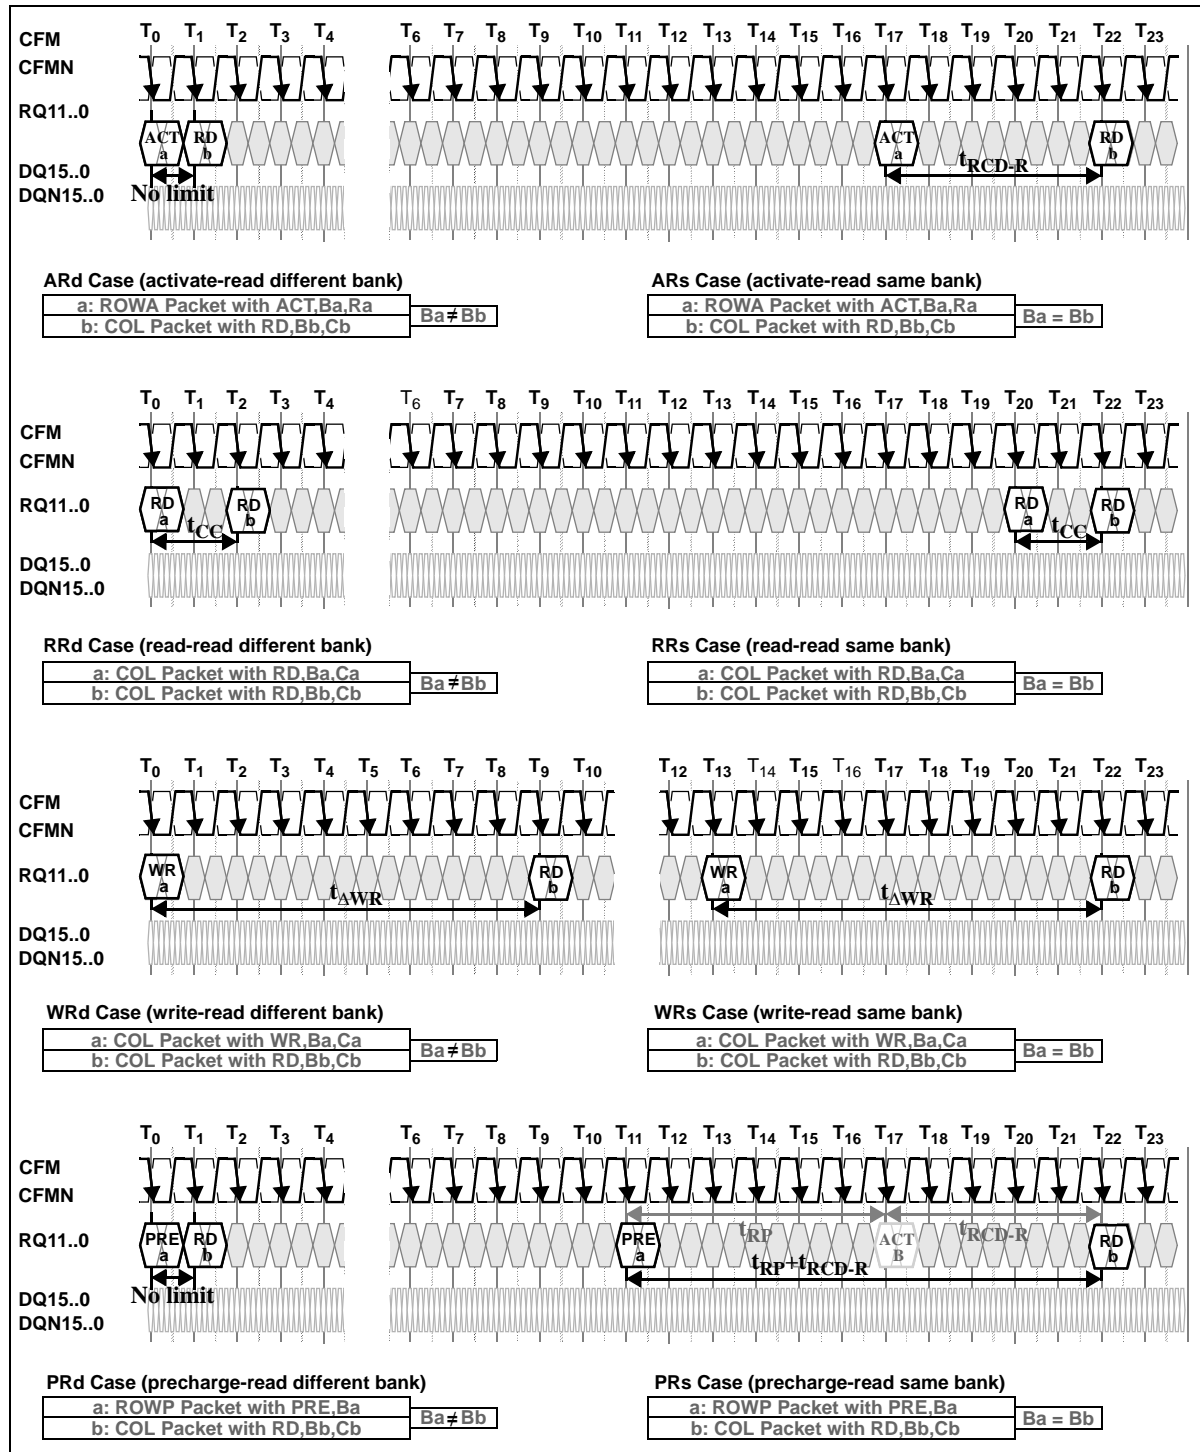 T0 T1 T2 T3 T4 T6 T7 T8 T9 T10 T11 T12 T13 T14 T15 T16 T17 T18 T19 T20 T21 T22 T23
CFM
CFMN
RQ11..0
ACT a RD b ACT a RD b
tRCD-R
DQ15..0
No limit
DQN15..0
ARd Case (activate-read different bank) ARs Case (activate-read same bank)
a: ROWA Packet with ACT,Ba,Ra a: ROWA Packet with ACT,Ba,Ra
Ba≠Bb Ba = Bb
b: COL Packet with RD,Bb,Cb b: COL Packet with RD,Bb,Cb
T0 T1 T2 T3 T4 T6 T7 T8 T9 T10 T11 T12 T13 T14 T15 T16 T17 T18 T19 T20 T21 T22 T23
CFM
CFMN
RQ11..0 RD a RD b RD a RD b
tCC tCC
DQ15..0
DQN15..0
RRd Case (read-read different bank) RRs Case (read-read same bank)
a: COL Packet with RD,Ba,Ca a: COL Packet with RD,Ba,Ca
Ba≠Bb Ba = Bb
b: COL Packet with RD,Bb,Cb b: COL Packet with RD,Bb,Cb
T0 T1 T2 T3 T4 T5 T6 T7 T8 T9 T10 T12 T13 T14 T15 T16 T17 T18 T19 T20 T21 T22 T23
CFM
CFMN
RQ11..0 WR a RD b WR a RD b
tΔWR tΔWR
DQ15..0
DQN15..0
WRd Case (write-read different bank) WRs Case (write-read same bank)
a: COL Packet with WR,Ba,Ca a: COL Packet with WR,Ba,Ca
Ba≠Bb Ba = Bb
b: COL Packet with RD,Bb,Cb b: COL Packet with RD,Bb,Cb
T0 T1 T2 T3 T4 T6 T7 T8 T9 T10 T11 T12 T13 T14 T15 T16 T17 T18 T19 T20 T21 T22 T23
CFM
CFMN
tRP tRCD-R
RQ11..0 PRE a RD b PRE a ACT B RD b
tRP+tRCD-R
No limit
DQ15..0
DQN15..0
PRd Case (precharge-read different bank) PRs Case (precharge-read same bank)
a: ROWP Packet with PRE,Ba a: ROWP Packet with PRE,Ba
Ba≠Bb Ba = Bb
b: COL Packet with RD,Bb,Cb b: COL Packet with RD,Bb,Cb